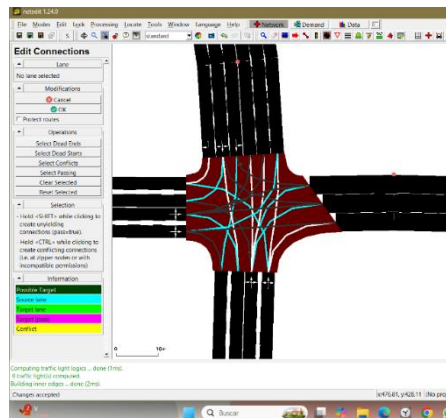 netedit 1.24.0
File Modes Edit Lock Processing Locate Tools Window Language Help Network Demand Data
standard
Edit Connections
Lane
No lane selected
Modifications
Cancel
OK
Protect routes
Operations
Select Dead Ends
Select Dead Starts
Select Conflicts
Select Passing
Clear Selected
Reset Selected
Selection
- Hold <SHIFT> while clicking to
create unyielding
connections (pass=true).
- Hold <CTRL> while clicking to
create conflicting connections
(i.e. at zipper nodes or with
incompatible permissions)
Information
Possible Target
Source lane
Target lane
Target (pass)
Conflict
0 10m
Computing traffic light logics ... done (1ms).
0 traffic light(s) computed.
Building inner edges ... done (2ms).
Changes accepted
x:476.81, y:428.11
Buscar